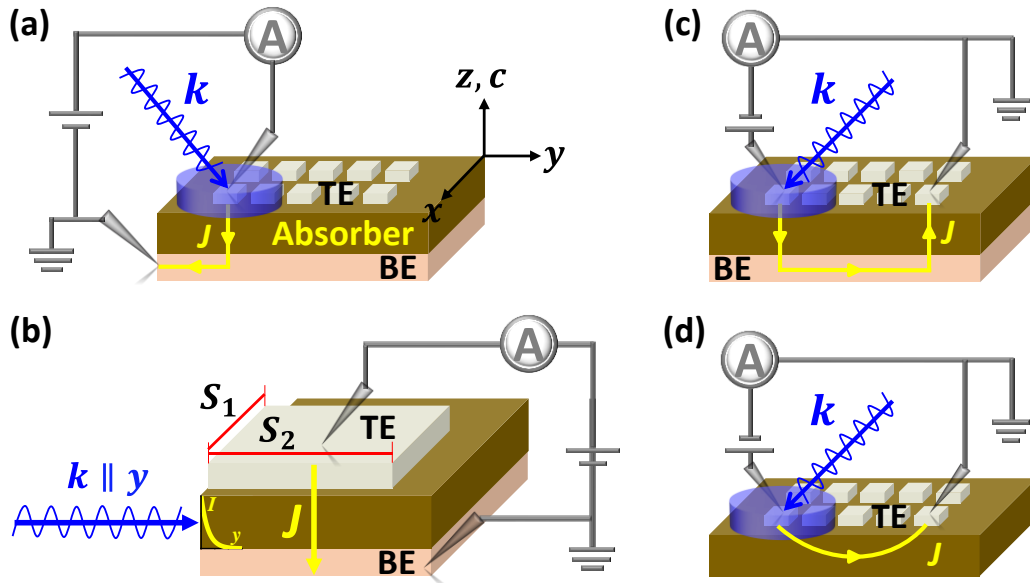 (a)
A
k
z, c
y
x
TE
J
Absorber
BE
(b)
A
S₁
S₂
TE
k ∥ y
I
y
J
BE
(c)
A
k
TE
J
BE
(d)
A
k
TE
J